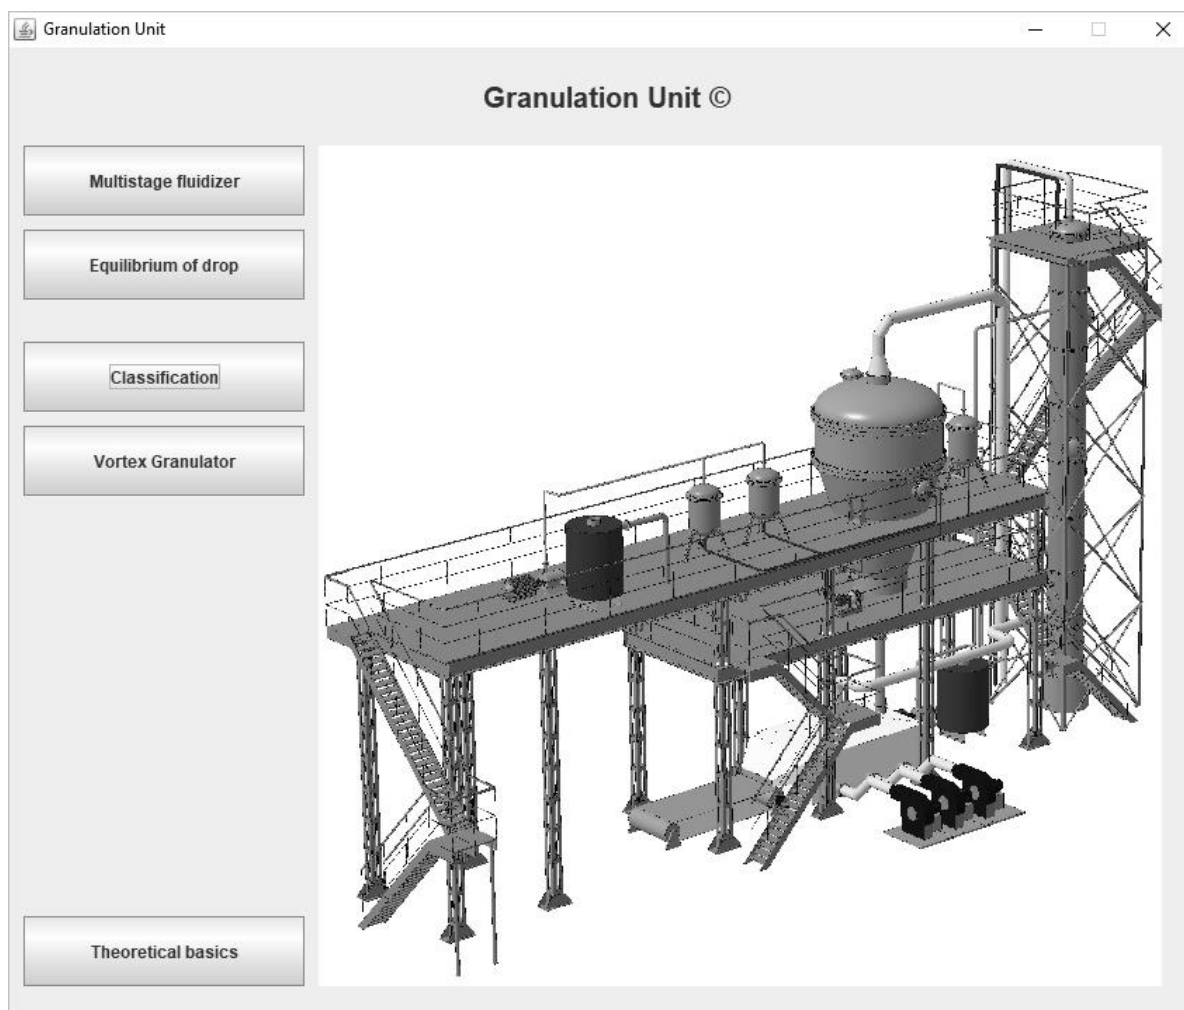 Granulation Unit
Granulation Unit ©
Multistage fluidizer
Equilibrium of drop
Classification
Vortex Granulator
Theoretical basics